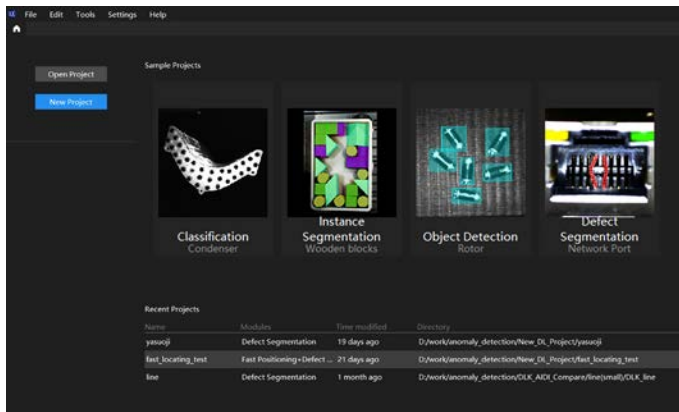 File Edit Tools Settings Help
Open Project
New Project
Sample Projects
Classification
Condenser
Instance
Segmentation
Wooden blocks
Object Detection
Rotor
Defect
Segmentation
Network Port
Recent Projects
Name Modules Time modified Directory
yasuoji Defect Segmentation 19 days ago D:/work/anomaly_detection/New_DL_Project/yasuoji
fast_locating_test Fast Positioning+Defect ... 21 days ago D:/work/anomaly_detection/New_DL_Project/fast_locating_test
line Defect Segmentation 1 month ago D:/work/anomaly_detection/DLK_AIDI_Compare/line(small)/DLK_line